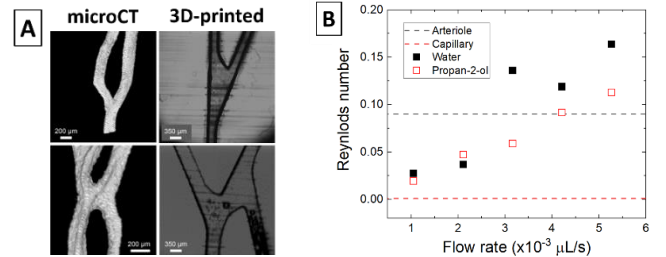 A
microCT
3D-printed
200 µm
350 µm
200 µm
350 µm
B
Reynlods number
0.20
0.15
0.10
0.05
0.00
Arteriole
Capillary
Water
Propan-2-ol
0 1 2 3 4 5 6
Flow rate (x10⁻³ µL/s)